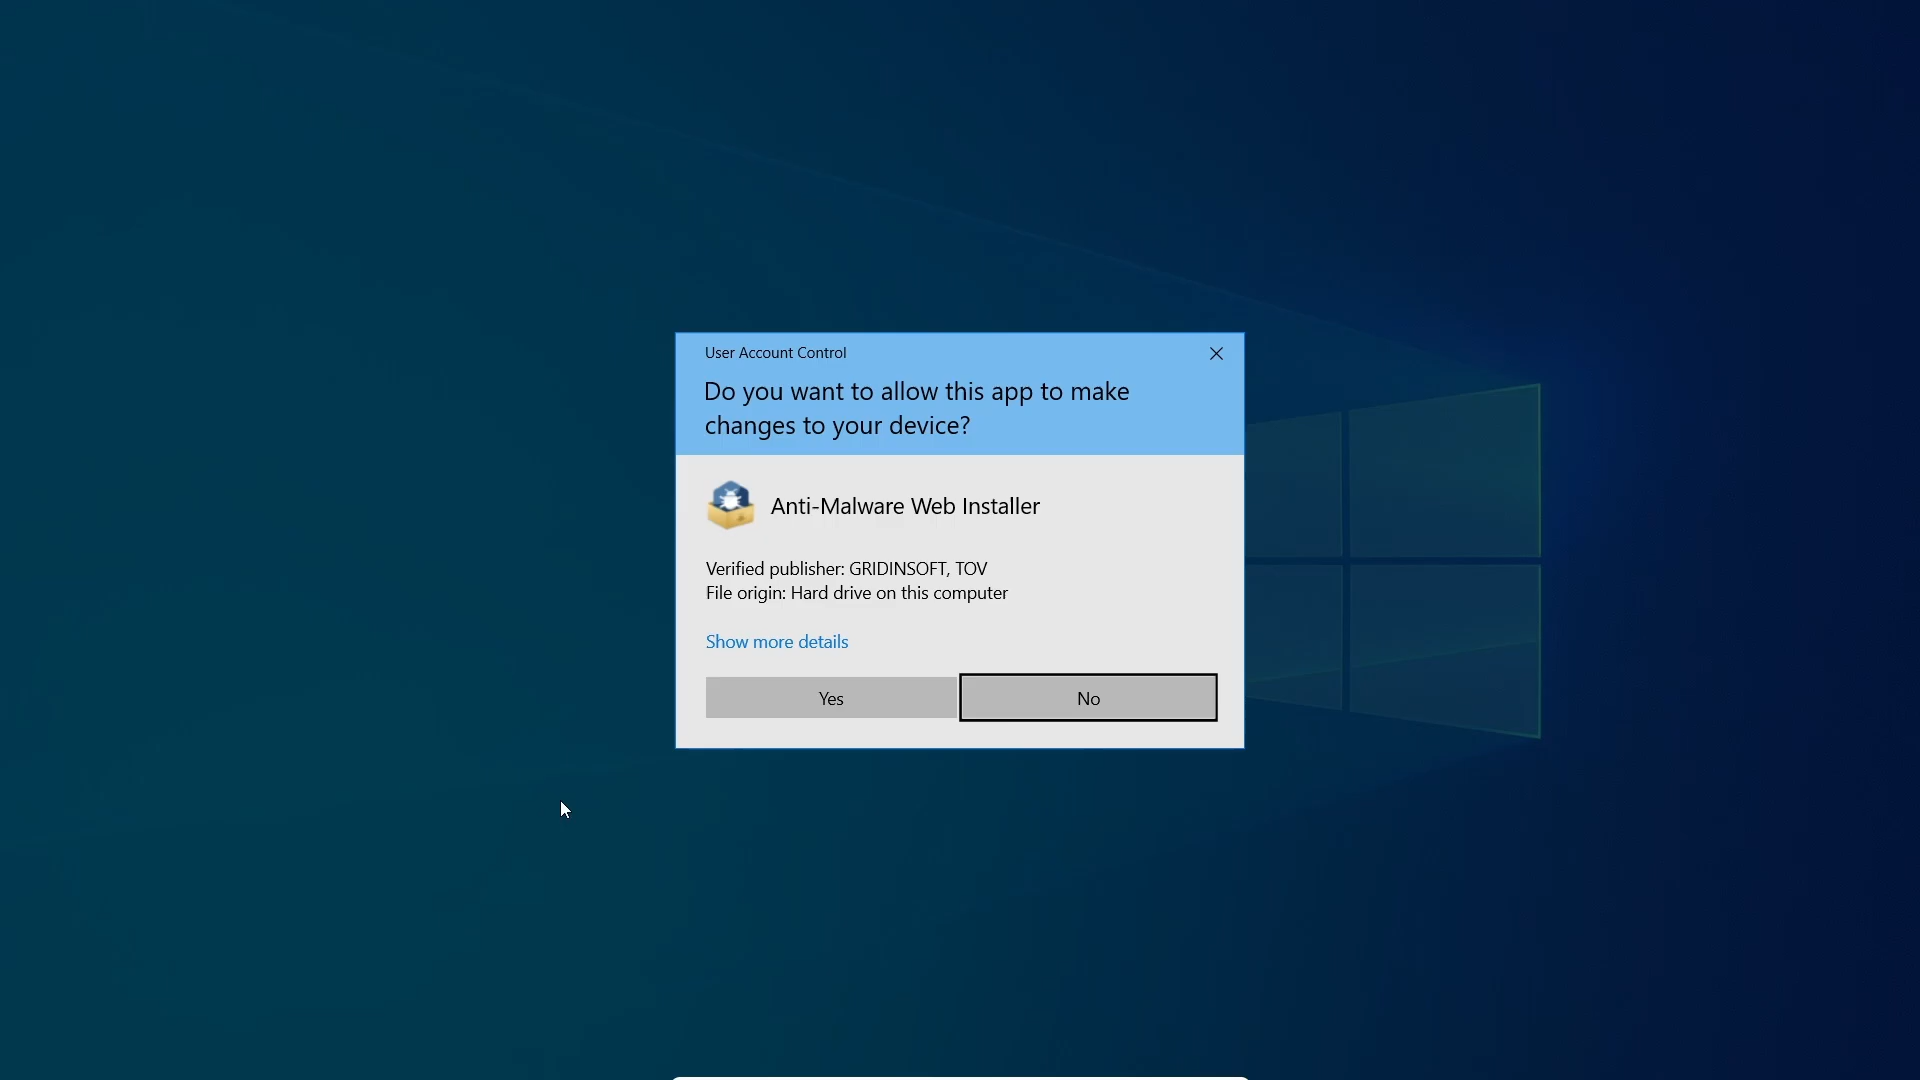 User Account Control
Do you want to allow this app to make
changes to your device?
Anti-Malware Web Installer
Verified publisher: GRIDINSOFT, TOV
File origin: Hard drive on this computer
Show more details
Yes
No